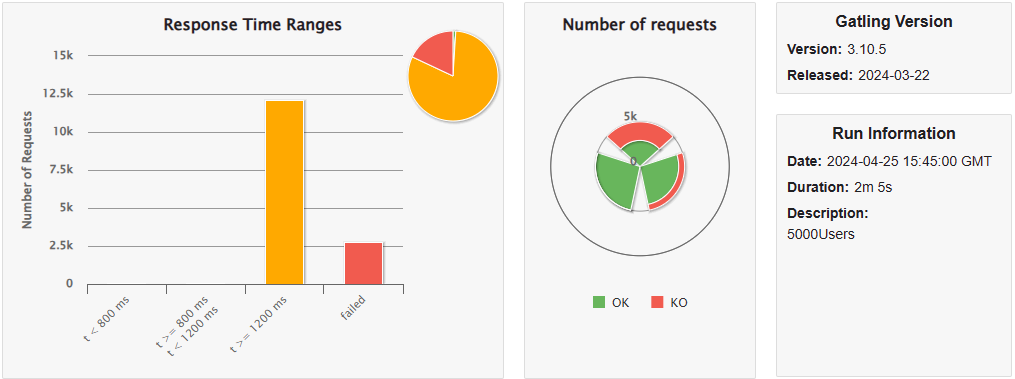 Response Time Ranges
Number of Requests
15k
12.5k
10k
7.5k
5k
2.5k
0
t < 800 ms
t >= 800 ms
t < 1200 ms
t >= 1200 ms
failed
Number of requests
5k
0
OK
KO
Gatling Version
Version: 3.10.5
Released: 2024-03-22
Run Information
Date: 2024-04-25 15:45:00 GMT
Duration: 2m 5s
Description:
5000Users